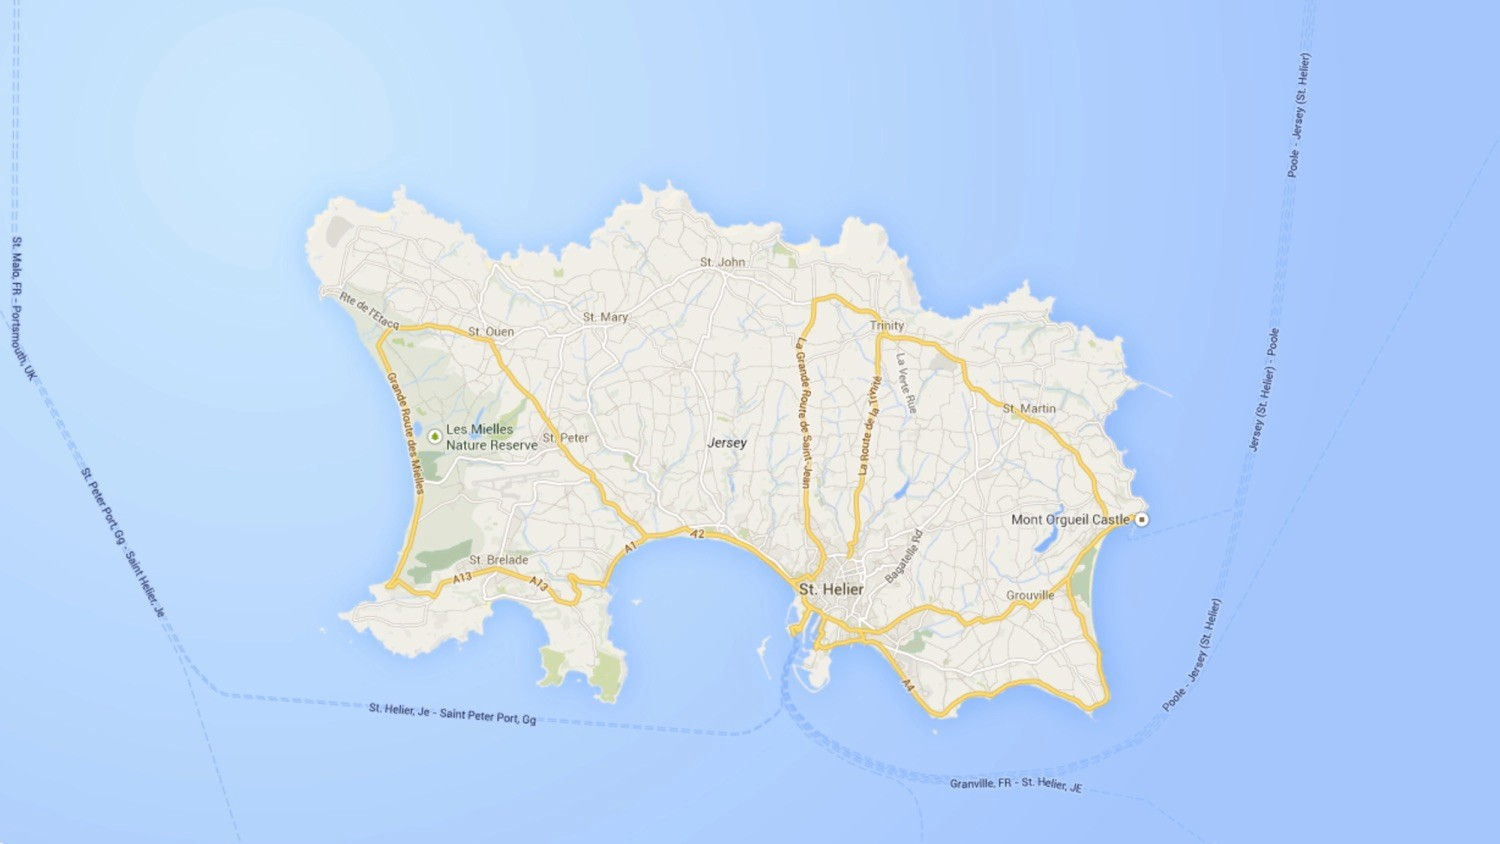 Poole - Jersey (St. Helier)
St. Malo, FR - Portsmouth, UK
St. John
Rte de l'Etacq
St. Mary
St. Ouen
Trinity
La Grande Route de Saint-Jean
La Verte Rue
Jersey (St. Helier) - Poole
Grande Route des Mielles
La Route de la Trinité
St. Martin
Les Mielles
Nature Reserve
St. Peter
Jersey
St. Peter Port, Gg - Saint Helier, Je
Mont Orgueil Castle
A1
A2
Bagatelle Rd
St. Brelade
A13
A13
St. Helier
Grouville
Poole - Jersey (St. Helier)
A4
St. Helier, Je - Saint Peter Port, Gg
Granville, FR - St. Helier, JE